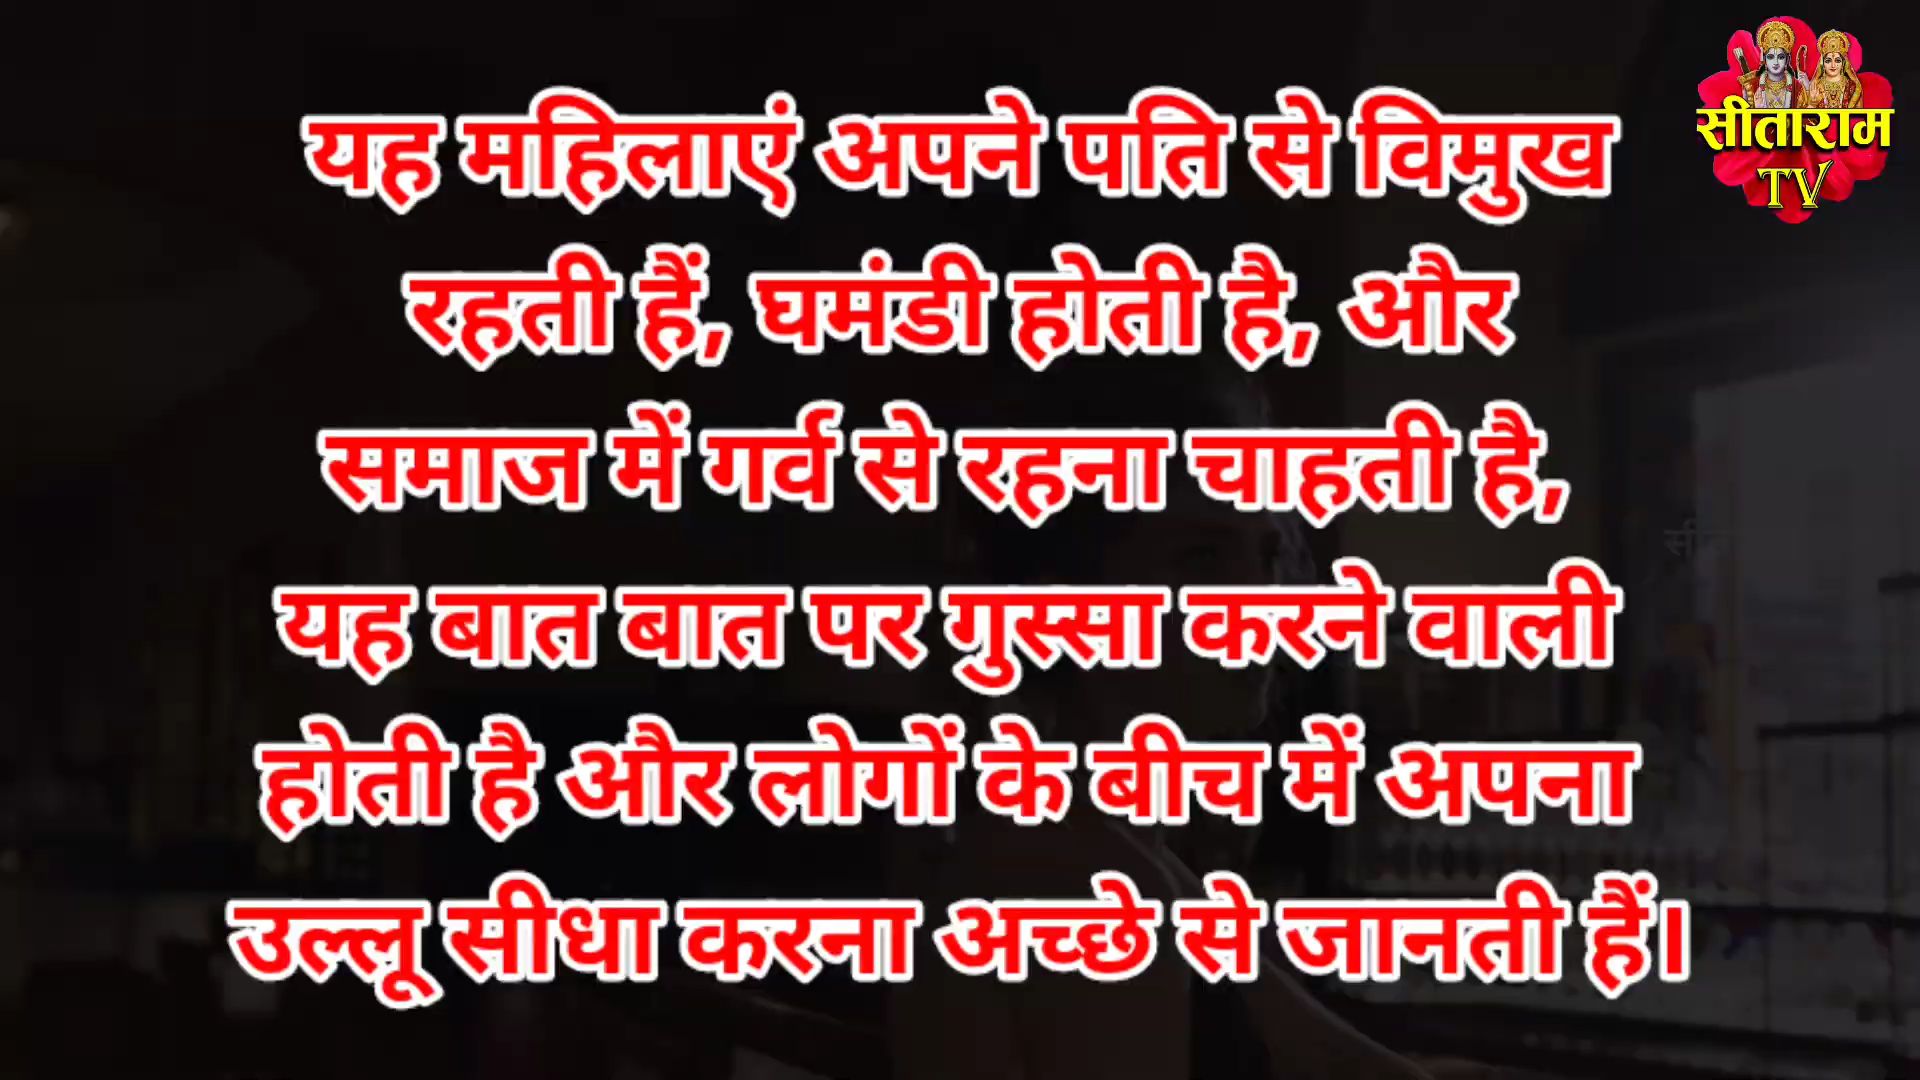 यह महिलाएं अपने पति से विमुख
रहती हैं, घमंडी होती है, और
समाज में गर्व से रहना चाहती है,
यह बात बात पर गुस्सा करने वाली
होती है और लोगों के बीच में अपना
उल्लू सीधा करना अच्छे से जानती हैं।
सीताराम
TV